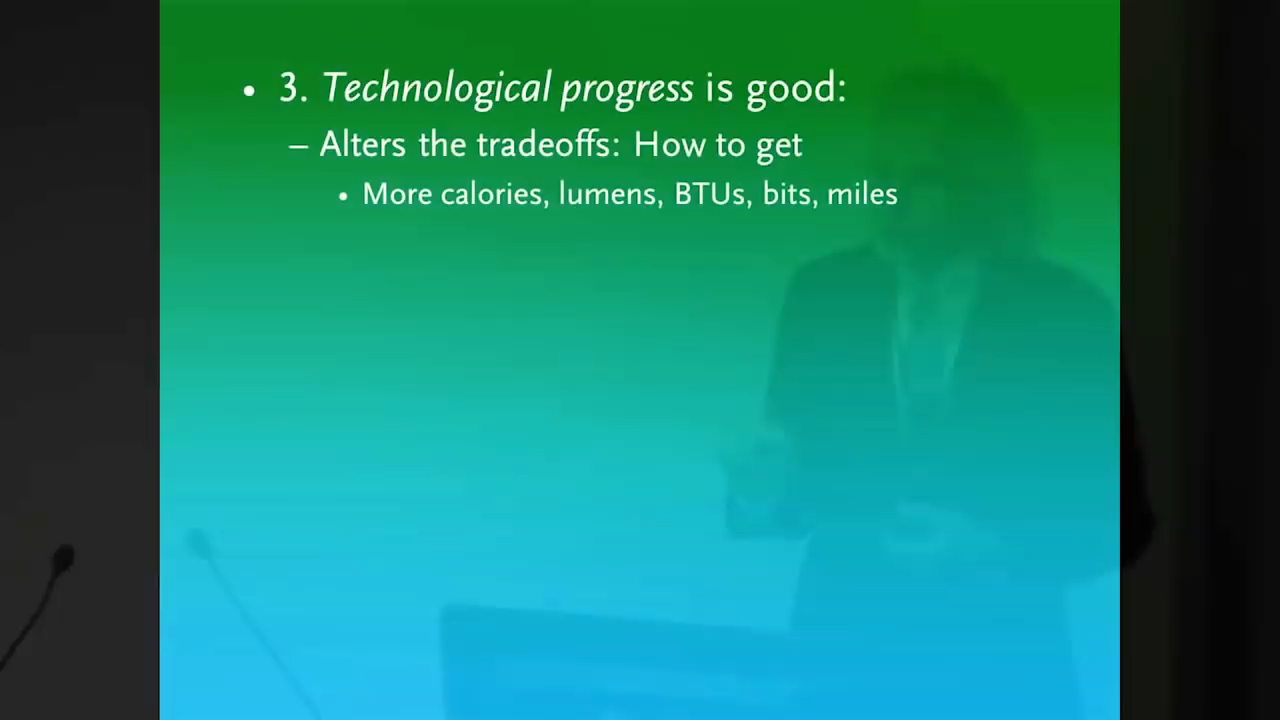 • 3. Technological progress is good:
– Alters the tradeoffs: How to get
• More calories, lumens, BTUs, bits, miles